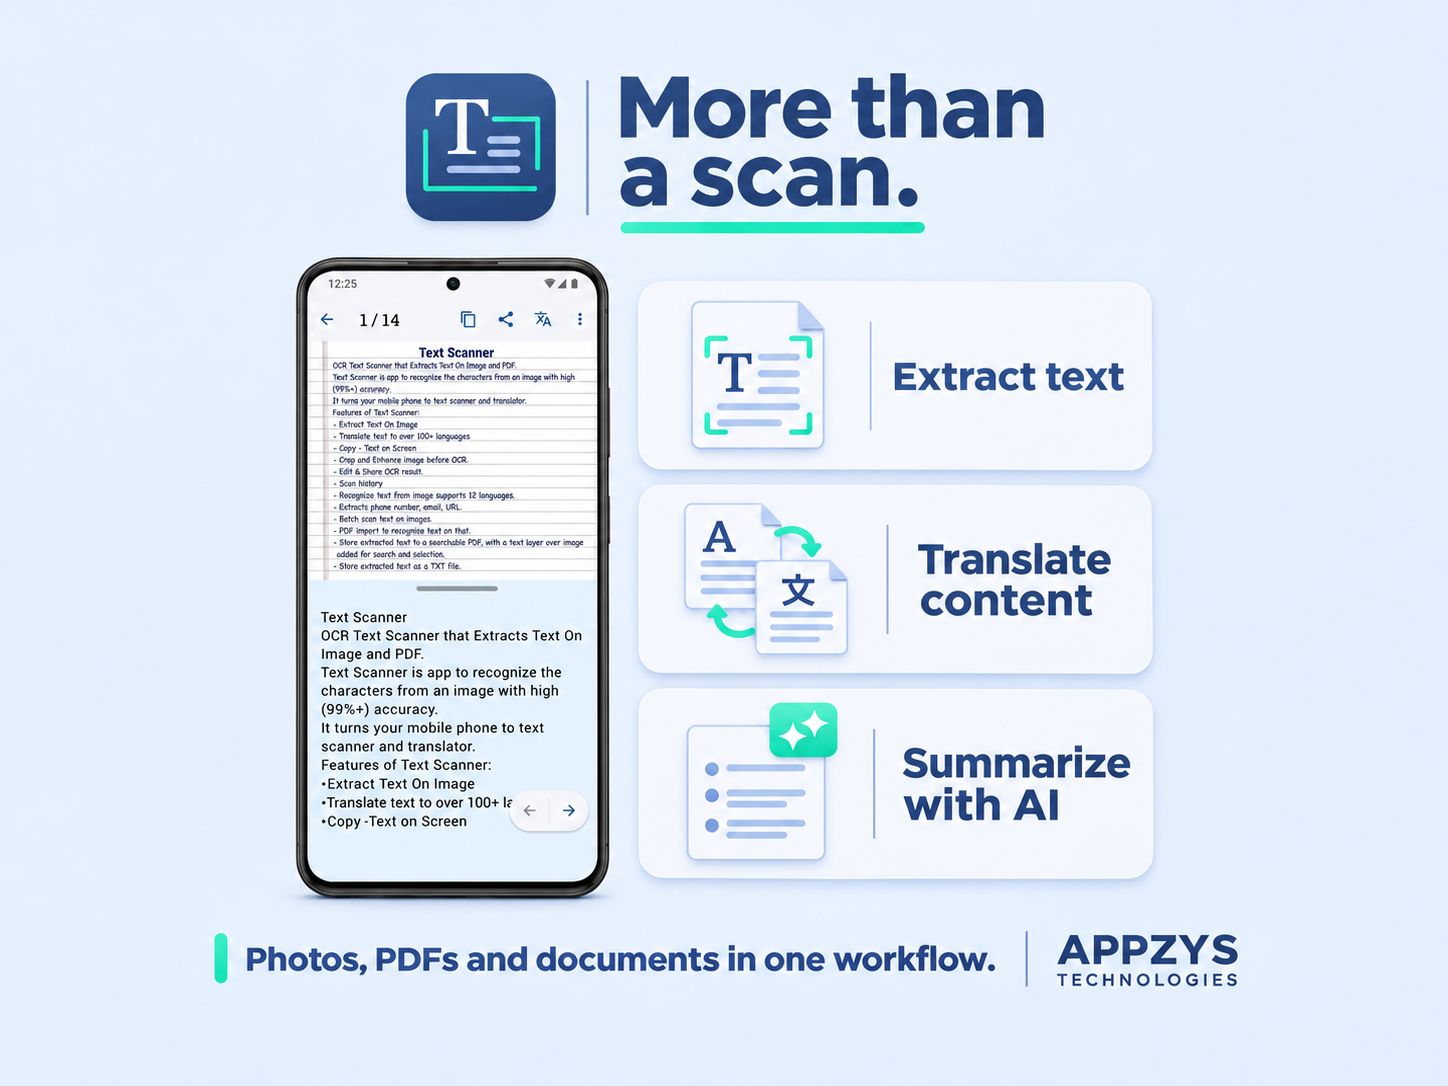 T
More than
a scan.
12:25
1 / 14
Text Scanner
OCR Text Scanner that Extracts Text On Image and PDF.
Text Scanner is app to recognize the characters from an image with high
(99%+) accuracy.
It turns your mobile phone to text scanner and translator.
Features of Text Scanner:
- Extract Text On Image
- Translate text to over 100+ languages
- Copy - Text on Screen
- Crop and Enhance image before OCR.
- Edit & Share OCR result.
- Scan history
- Recognize text from image supports 12 languages.
- Extracts phone number, email, URL.
- Batch scan text on images.
- PDF import to recognize text on that.
- Store extracted text to a searchable PDF, with a text layer over image
added for search and selection.
- Store extracted text as a TXT file.
Text Scanner
OCR Text Scanner that Extracts Text On
Image and PDF.
Text Scanner is app to recognize the
characters from an image with high
(99%+) accuracy.
It turns your mobile phone to text
scanner and translator.
Features of Text Scanner:
•Extract Text On Image
•Translate text to over 100+ la
•Copy -Text on Screen
T
Extract text
A
文
Translate
content
Summarize
with AI
Photos, PDFs and documents in one workflow.
APPZYS
TECHNOLOGIES